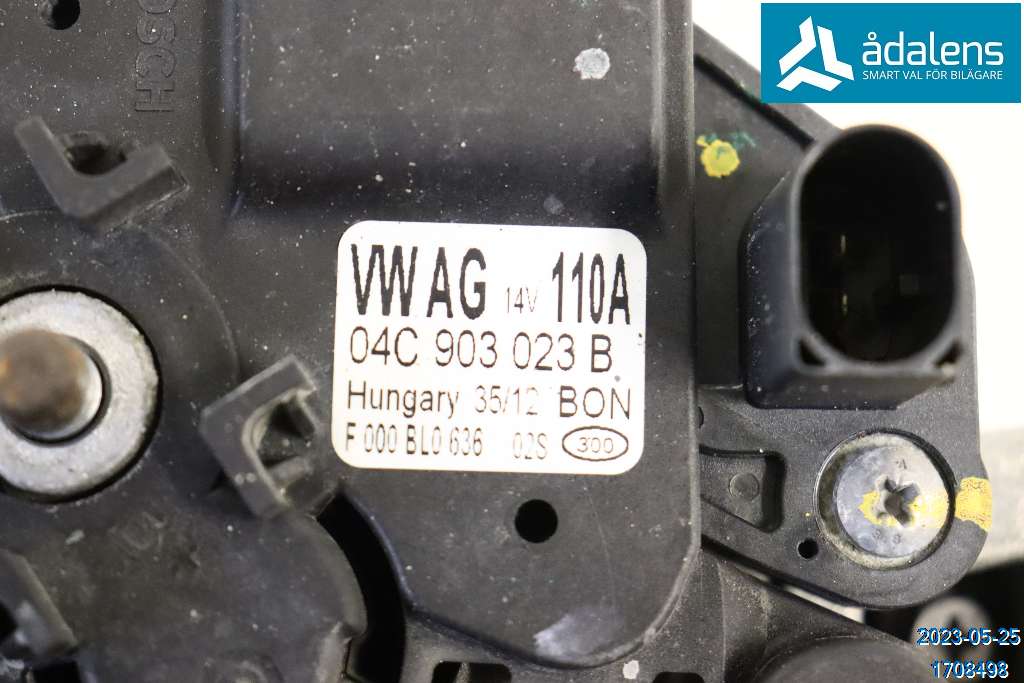 BOSCH
ådalens
SMART VAL FÖR BILÄGARE
VW AG 14V 110A
04C 903 023 B
Hungary 35/12 BON
F 000 BL0 636 02S 300
2023-05-25
1708498